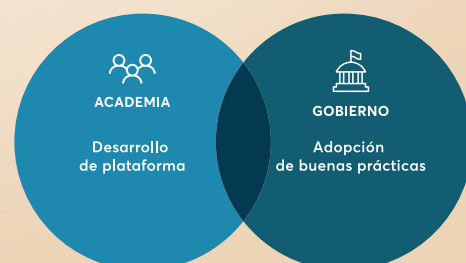 ACADEMIA
Desarrollo
de plataforma
GOBIERNO
Adopción
de buenas prácticas